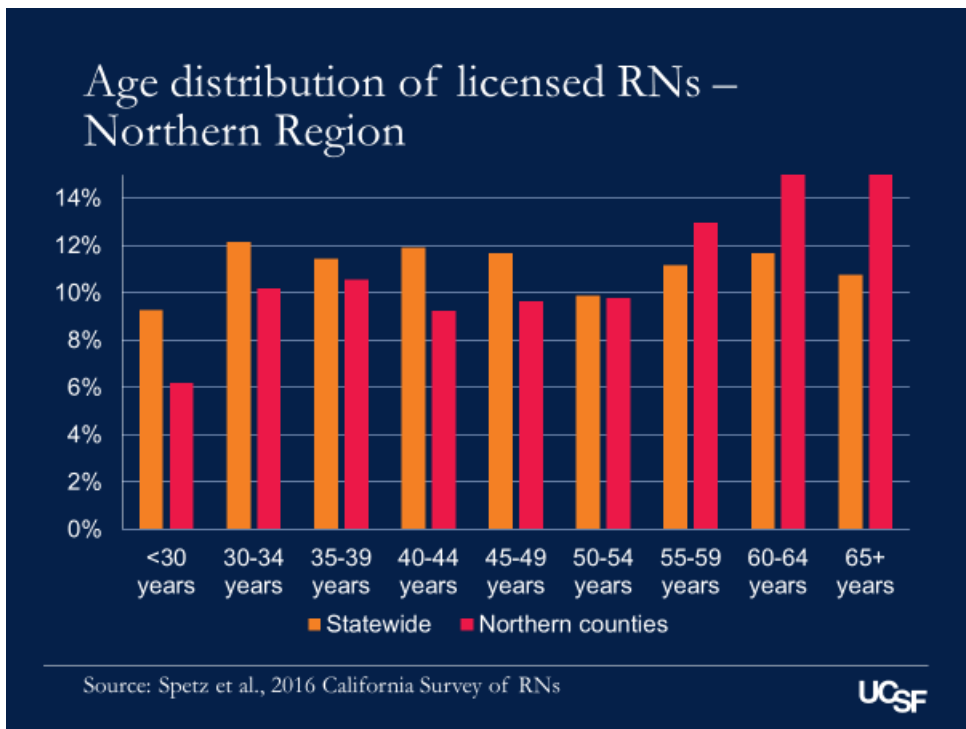 Age distribution of licensed RNs –
Northern Region
14%
12%
10%
8%
6%
4%
2%
0%
<30 years
30-34 years
35-39 years
40-44 years
45-49 years
50-54 years
55-59 years
60-64 years
65+ years
Statewide
Northern counties
Source: Spetz et al., 2016 California Survey of RNs
UCSF